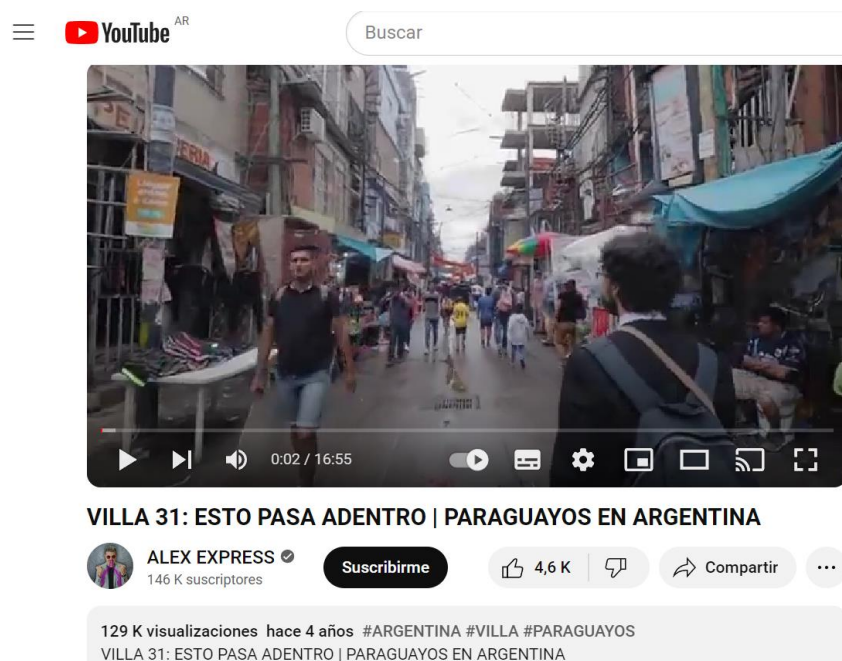 YouTube AR
Buscar
0:02 / 16:55
VILLA 31: ESTO PASA ADENTRO | PARAGUAYOS EN ARGENTINA
ALEX EXPRESS
146 K suscriptores
Suscribirme
4,6 K
Compartir
129 K visualizaciones hace 4 años #ARGENTINA #VILLA #PARAGUAYOS
VILLA 31: ESTO PASA ADENTRO | PARAGUAYOS EN ARGENTINA